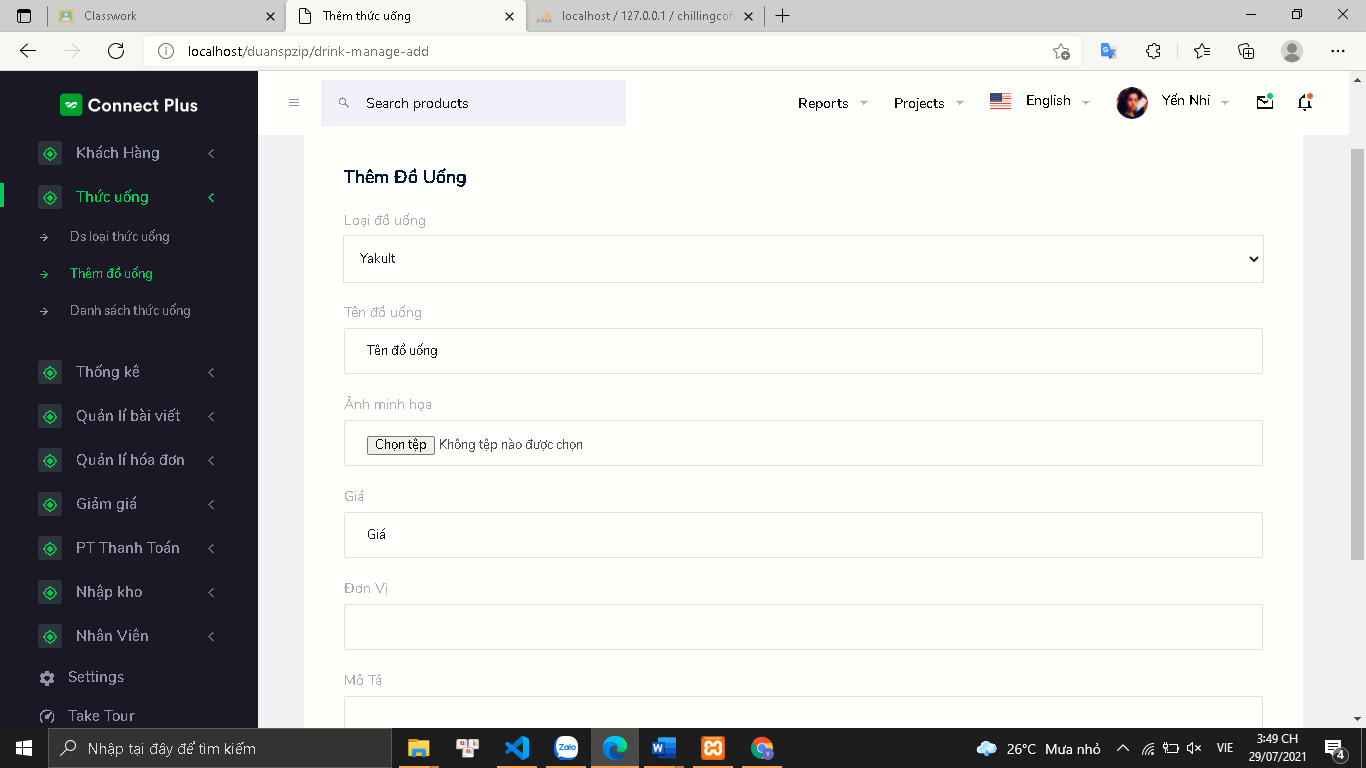 Classwork
Thêm thức uống
localhost / 127.0.0.1 / chillingcoff
localhost/duanspzip/drink-manage-add
Connect Plus
Search products
Reports
Projects
English
Yến Nhi
Khách Hàng
Thức uống
Ds loại thức uống
Thêm đồ uống
Danh sách thức uống
Thống kê
Quản lí bài viết
Quản lí hóa đơn
Giảm giá
PT Thanh Toán
Nhập kho
Nhân Viên
Settings
Take Tour
Thêm Đồ Uống
Loại đồ uống
Yakult
Tên đồ uống
Tên đồ uống
Ảnh minh họa
Chọn tệp Không tệp nào được chọn
Giá
Giá
Đơn Vị
Mô Tả
Nhập tại đây để tìm kiếm
Zalo
26°C Mưa nhỏ
VIE
3:49 CH
29/07/2021
4